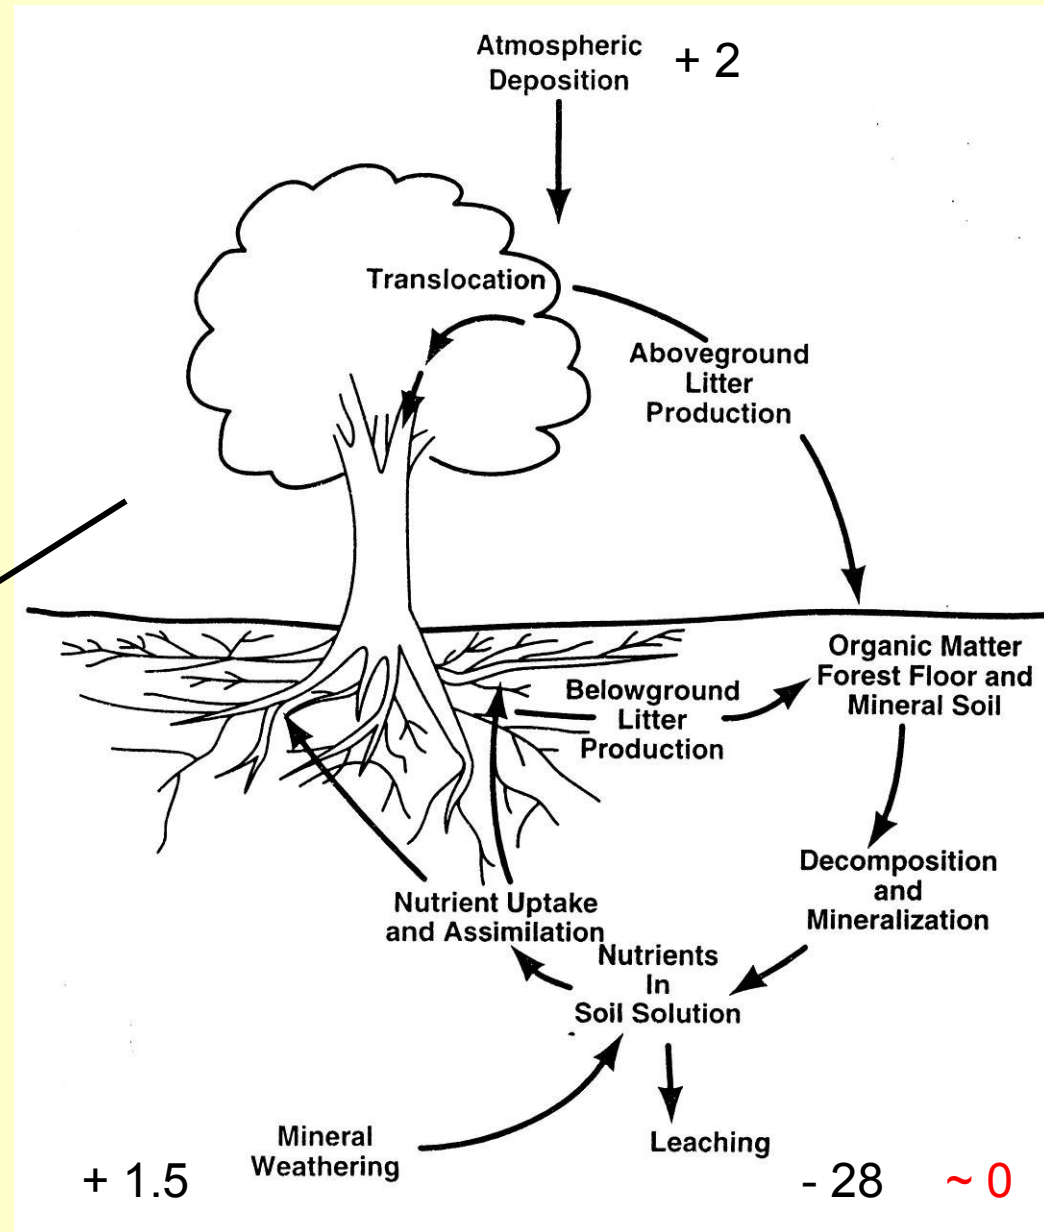 Atmospheric
Deposition
+ 2
Translocation
Aboveground
Litter
Production
Organic Matter
Forest Floor and
Mineral Soil
Belowground
Litter
Production
Decomposition
and
Mineralization
Nutrient Uptake
and Assimilation
Nutrients
In
Soil Solution
Mineral
Weathering
Leaching
+ 1.5
- 28
~ 0